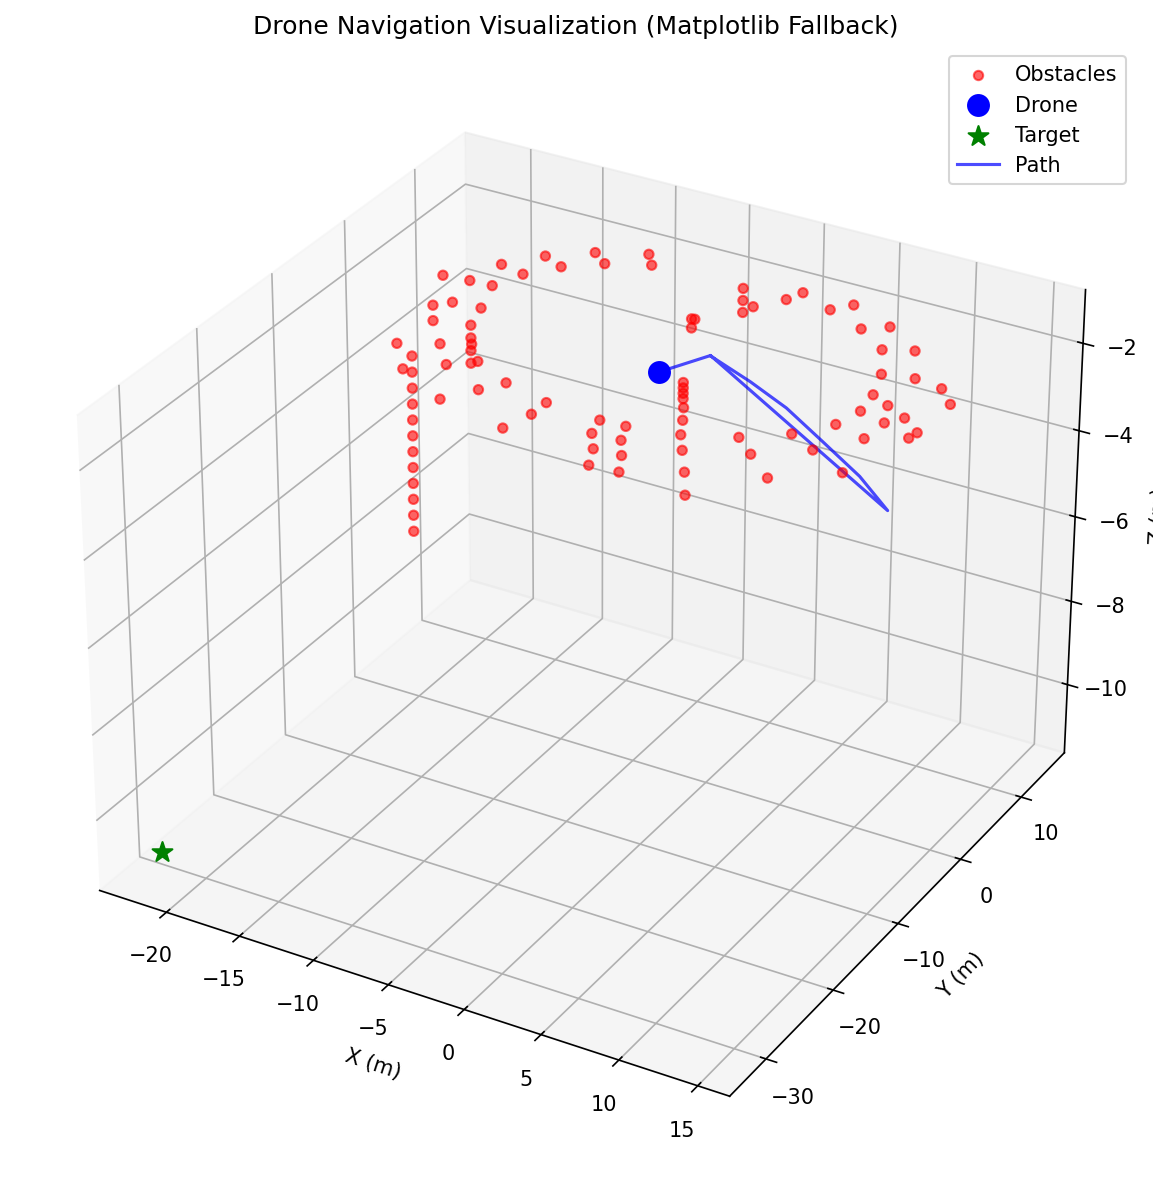 Drone Navigation Visualization (Matplotlib Fallback)
Obstacles
Drone
Target
Path
−2
−4
−6
−8
−10
10
0
−10
−20
−30
Y (m)
−20
−15
−10
−5
0
5
10
15
X (m)